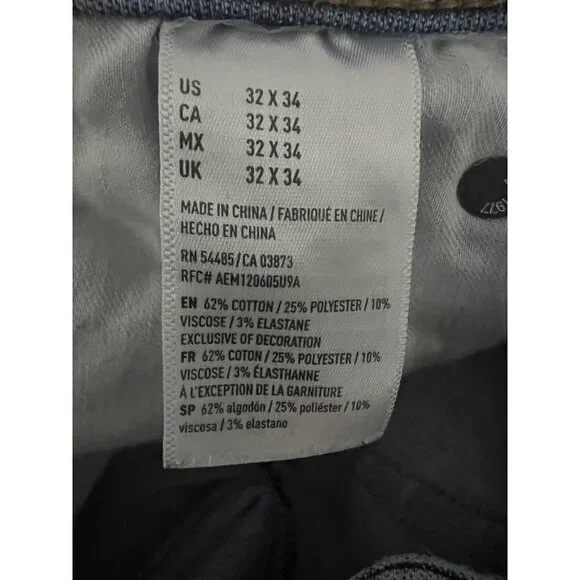 US 32 X 34
CA 32 X 34
MX 32 X 34
UK 32 X 34
MADE IN CHINA / FABRIQUÉ EN CHINE /
HECHO EN CHINA
RN 54485 / CA 03873
RFC# AEM120605U9A
EN 62% COTTON / 25% POLYESTER / 10%
VISCOSE / 3% ELASTANE
EXCLUSIVE OF DECORATION
FR 62% COTON / 25% POLYESTER / 10%
VISCOSE / 3% ÉLASTHANNE
À L'EXCEPTION DE LA GARNITURE
SP 62% algodón / 25% poliéster / 10%
viscosa / 3% elastano